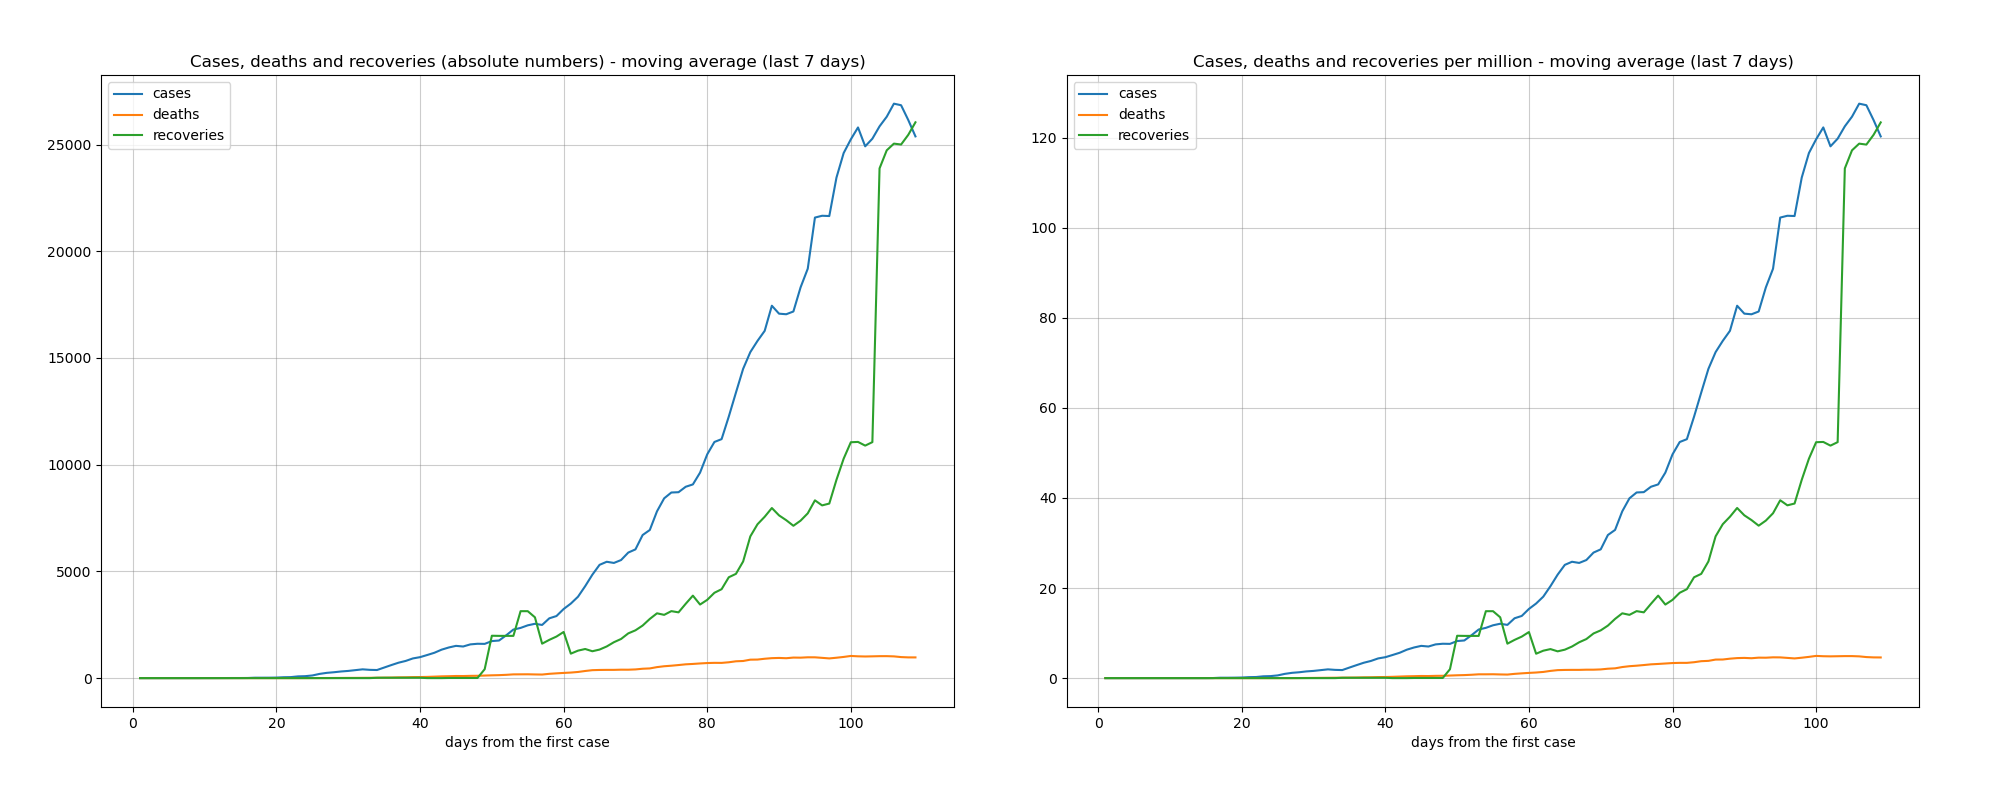 Cases, deaths and recoveries (absolute numbers) - moving average (last 7 days)
cases
deaths
recoveries
25000
20000
15000
10000
5000
0
0 20 40 60 80 100
days from the first case
Cases, deaths and recoveries per million - moving average (last 7 days)
cases
deaths
recoveries
120
100
80
60
40
20
0
0 20 40 60 80 100
days from the first case